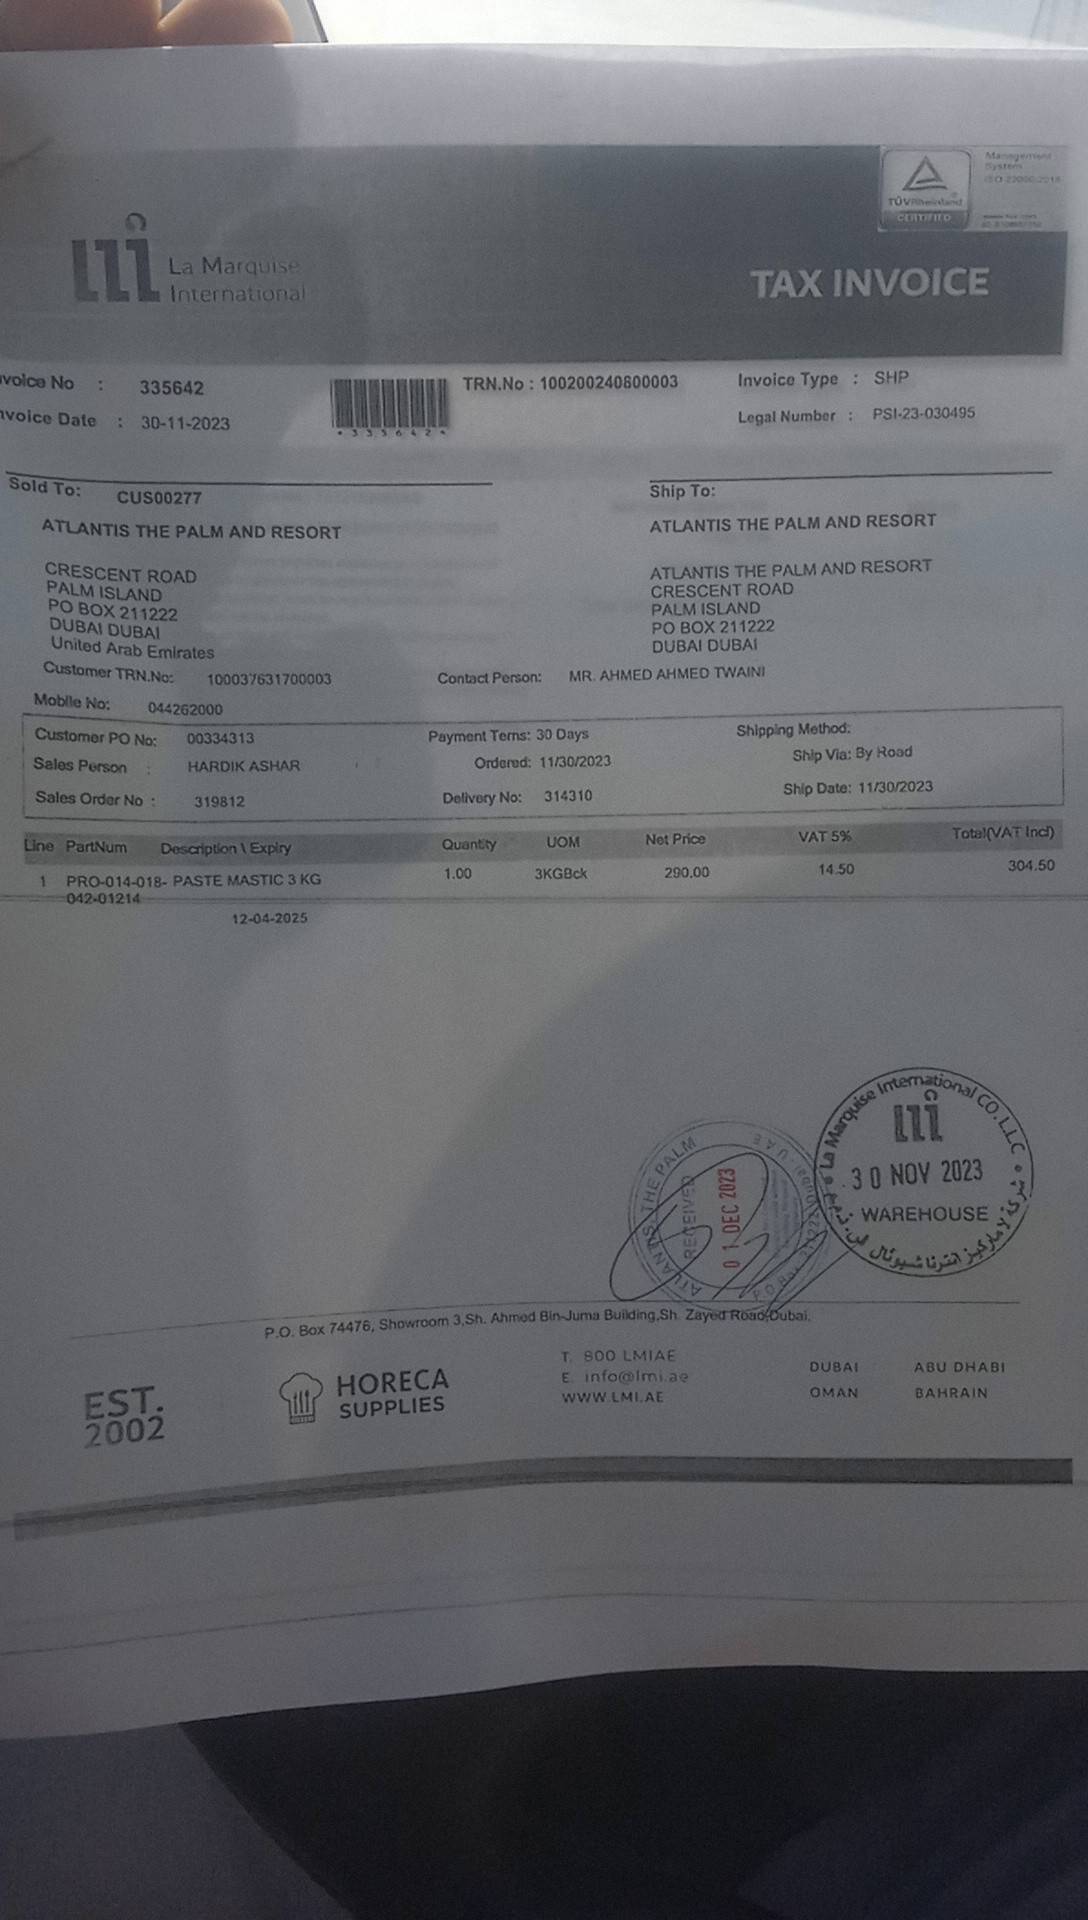 Management
System
ISO 22000:2018
TÜVRheinland
CERTIFIED
La Marquise
International
TAX INVOICE
nvoice No : 335642
TRN.No : 100200240800003
Invoice Type : SHP
nvoice Date : 30-11-2023
*335642*
Legal Number : PSI-23-030495
Sold To: CUS00277
Ship To:
ATLANTIS THE PALM AND RESORT
ATLANTIS THE PALM AND RESORT
CRESCENT ROAD
PALM ISLAND
PO BOX 211222
DUBAI DUBAI
United Arab Emirates
ATLANTIS THE PALM AND RESORT
CRESCENT ROAD
PALM ISLAND
PO BOX 211222
DUBAI DUBAI
Customer TRN.No: 100037631700003
Contact Person: MR. AHMED AHMED TWAINI
Mobile No: 044262000
Customer PO No: 00334313
Payment Terns: 30 Days
Shipping Method:
Sales Person : HARDIK ASHAR
Ordered: 11/30/2023
Ship Via: By Road
Sales Order No : 319812
Delivery No: 314310
Ship Date: 11/30/2023
Line PartNum Description \ Expiry Quantity UOM Net Price VAT 5% Total(VAT Incl)
1 PRO-014-018- PASTE MASTIC 3 KG 1.00 3KGBck 290.00 14.50 304.50
042-01214
12-04-2025
La Marquise International CO. L.L.C
30 NOV 2023
WAREHOUSE
شركة لا ماركيز انترناشيونال ش.ذ.م.م
ATLANTIS, THE PALM
RECEIVED
01 DEC 2023
P.O Box 211222 Dubai - U.A.E
P.O. Box 74476, Showroom 3,Sh. Ahmed Bin-Juma Building,Sh. Zayed Road,Dubai.
EST.
2002
HORECA
SUPPLIES
T. 800 LMIAE
E. info@lmi.ae
WWW.LMI.AE
DUBAI ABU DHABI
OMAN BAHRAIN